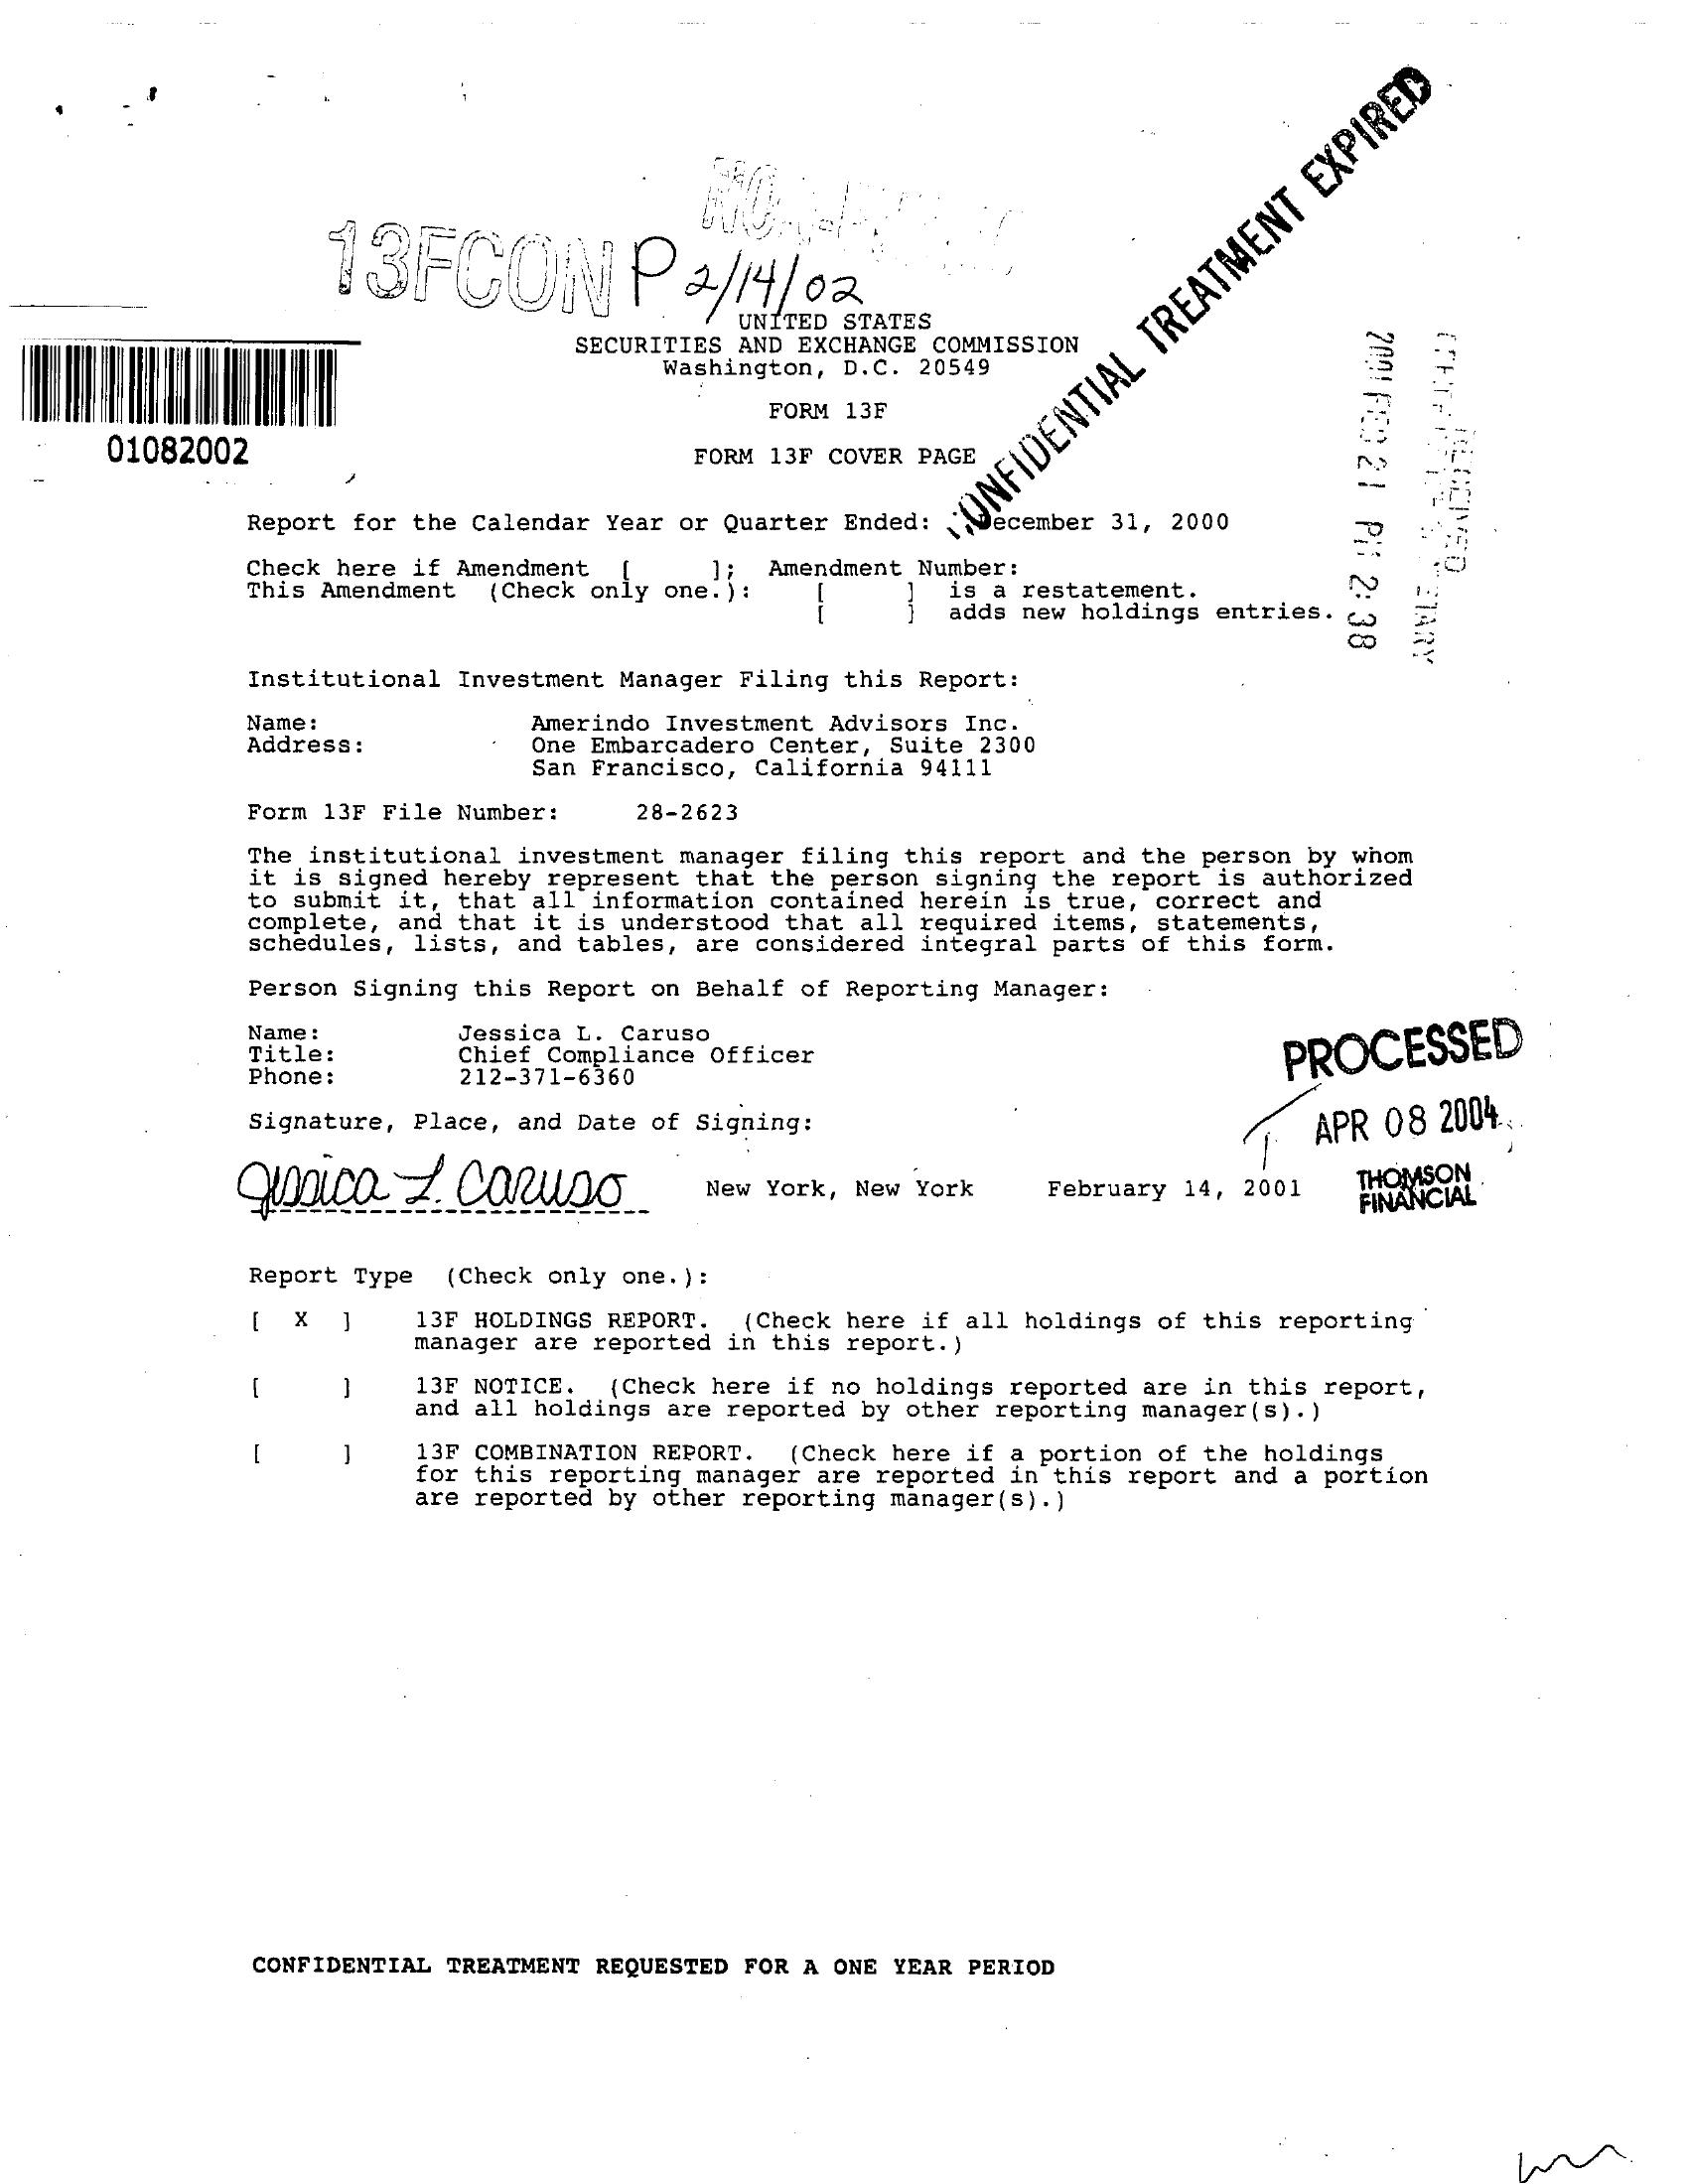 13FCON P 2/14/02
CONFIDENTIAL TREATMENT EXPIRED
UNITED STATES
SECURITIES AND EXCHANGE COMMISSION
Washington, D.C. 20549
FORM 13F
01082002
FORM 13F COVER PAGE
2001 FEB 21 PM 2:38
RECEIVED
Report for the Calendar Year or Quarter Ended: December 31, 2000
Check here if Amendment [ ]; Amendment Number:
This Amendment (Check only one.): [ ] is a restatement.
[ ] adds new holdings entries.
Institutional Investment Manager Filing this Report:
Name: Amerindo Investment Advisors Inc.
Address: One Embarcadero Center, Suite 2300
San Francisco, California 94111
Form 13F File Number: 28-2623
The institutional investment manager filing this report and the person by whom
it is signed hereby represent that the person signing the report is authorized
to submit it, that all information contained herein is true, correct and
complete, and that it is understood that all required items, statements,
schedules, lists, and tables, are considered integral parts of this form.
Person Signing this Report on Behalf of Reporting Manager:
Name: Jessica L. Caruso
Title: Chief Compliance Officer
Phone: 212-371-6360
PROCESSED
APR 08 2004
THOMSON
FINANCIAL
Signature, Place, and Date of Signing:
Jessica L. Caruso New York, New York February 14, 2001
Report Type (Check only one.):
[ X ] 13F HOLDINGS REPORT. (Check here if all holdings of this reporting
manager are reported in this report.)
[ ] 13F NOTICE. (Check here if no holdings reported are in this report,
and all holdings are reported by other reporting manager(s).)
[ ] 13F COMBINATION REPORT. (Check here if a portion of the holdings
for this reporting manager are reported in this report and a portion
are reported by other reporting manager(s).)
CONFIDENTIAL TREATMENT REQUESTED FOR A ONE YEAR PERIOD